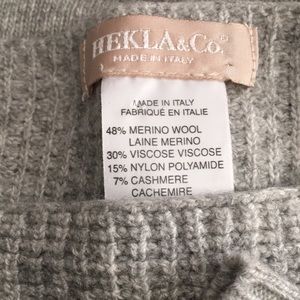 HEKLA&Co.
MADE IN ITALY
MADE IN ITALY
FABRIQUÉ EN ITALIE
48% MERINO WOOL
LAINE MERINO
30% VISCOSE VISCOSE
15% NYLON POLYAMIDE
7% CASHMERE
CACHEMIRE